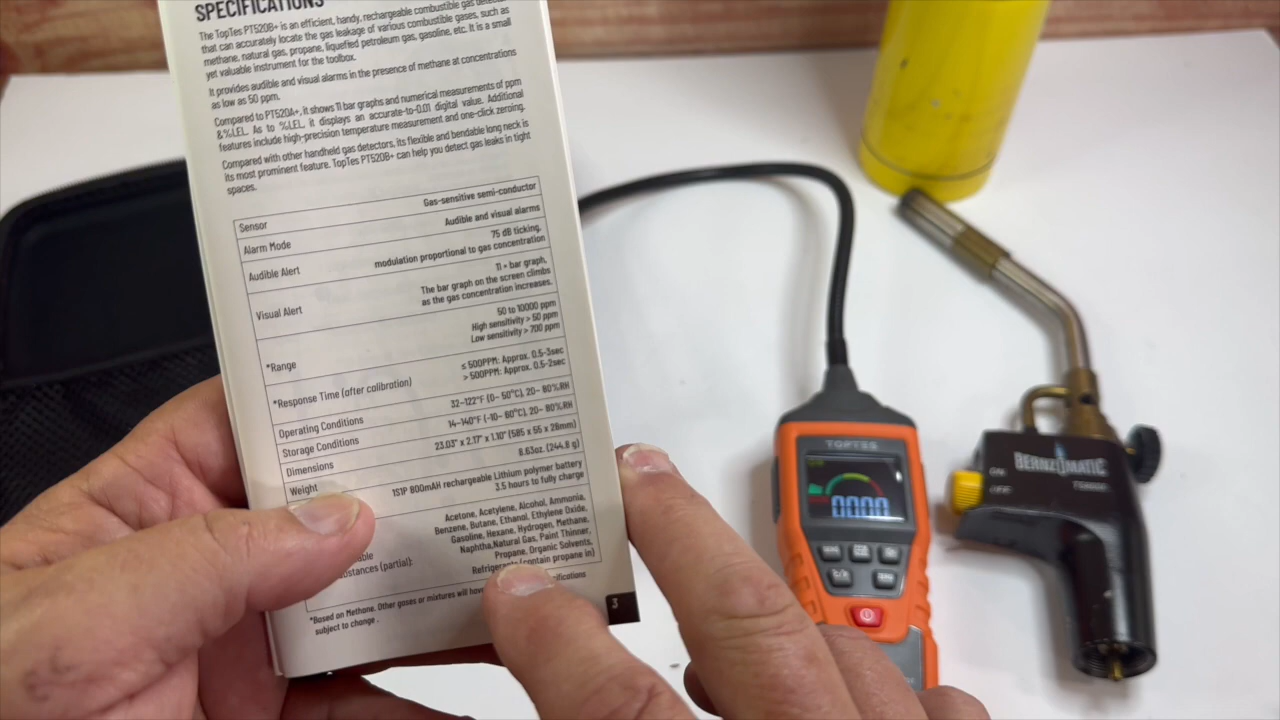 SPECIFICATIONS
The TopTes PT520B+ is an efficient, handy, rechargeable combustible gas
that can accurately locate the gas leakage of various combustible gases, such as
methane, natural gas, propane, liquefied petroleum gas, gasoline, etc. It is a small
yet valuable instrument for the toolbox.
It provides audible and visual alarms in the presence of methane at concentrations
as low as 50 ppm.
Compared to PT520A+, it shows 11 bar graphs and numerical measurements of ppm
&%LEL. As to %LEL, it displays an accurate-to-0.01 digital value. Additional
features include high-precision temperature measurement and one-click zeroing.
Compared with other handheld gas detectors, its flexible and bendable long neck is
its most prominent feature. TopTes PT520B+ can help you detect gas leaks in tight
spaces.
Sensor Gas-sensitive semi-conductor
Alarm Mode Audible and visual alarms
Audible Alert 75 dB ticking,
modulation proportional to gas concentration
Visual Alert 11 * bar graph,
The bar graph on the screen climbs
as the gas concentration increases.
*Range 50 to 10000 ppm
High sensitivity > 50 ppm
Low sensitivity > 700 ppm
*Response Time (after calibration) ≤ 500PPM: Approx. 0.5-3sec
> 500PPM: Approx. 0.5-2sec
Operating Conditions 32~122°F (0~ 50°C), 20~ 80%RH
Storage Conditions 14~140°F (-10~ 60°C), 20~ 80%RH
Dimensions 23.03" x 2.17" x 1.10" (585 x 55 x 28mm)
Weight 8.63oz. (244.8 g)
1S1P 800mAH rechargeable Lithium polymer battery
3.5 hours to fully charge
Acetone, Acetylene, Alcohol, Ammonia,
Benzene, Butane, Ethanol, Ethylene Oxide,
Gasoline, Hexane, Hydrogen, Methane,
Naphtha, Natural Gas, Paint Thinner,
(partial): Propane, Organic Solvents,
(contain propane in)
*Based on Methane. Other gases or mixtures will
subject to change .
3
TOPTES
0000
BERNZOMATIC
ON
OFF